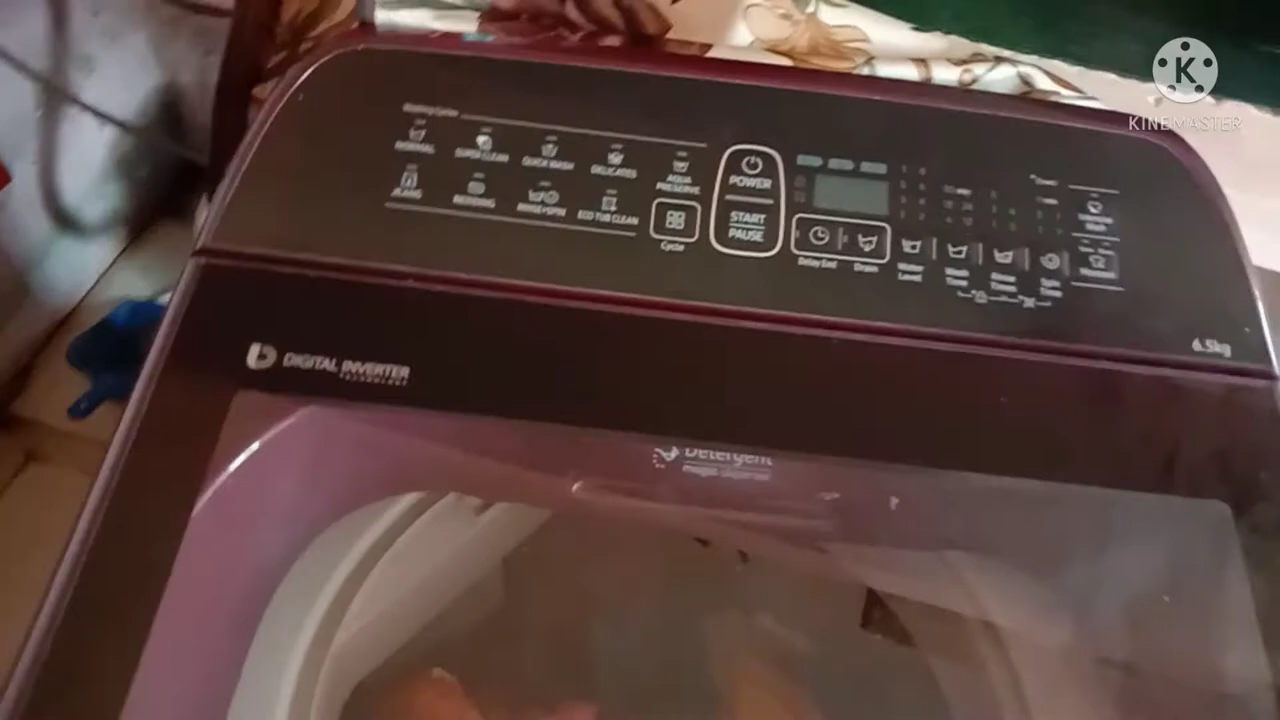 Washing Cycles
NORMAL
SUPER CLEAN
QUICK WASH
DELICATES
AQUA
PRESERVE
JEANS
BEDDING
RINSE+SPIN
ECO TUB CLEAN
Cycle
POWER
START
PAUSE
Delay End
Drain
Water
Level
Wash
Time
Rinse
Times
Spin
Time
6.5kg
DIGITAL INVERTER
TECHNOLOGY
Detergent
K
KINEMASTER